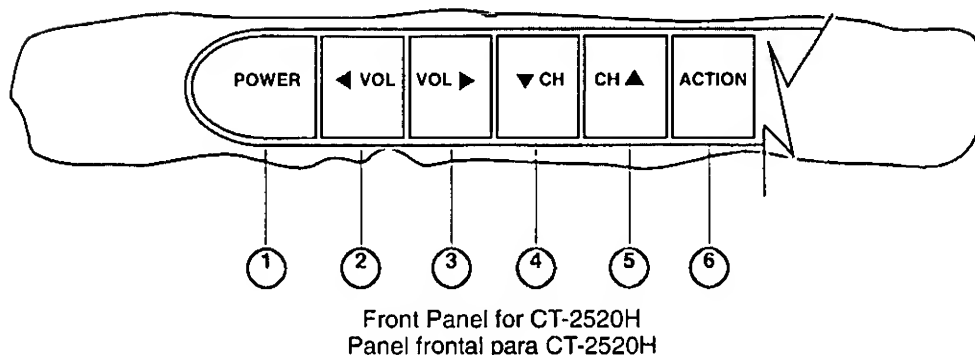 POWER ◀ VOL VOL ▶ ▼ CH CH ▲ ACTION
1 2 3 4 5 6
Front Panel for CT-2520H
Panel frontal para CT-2520H